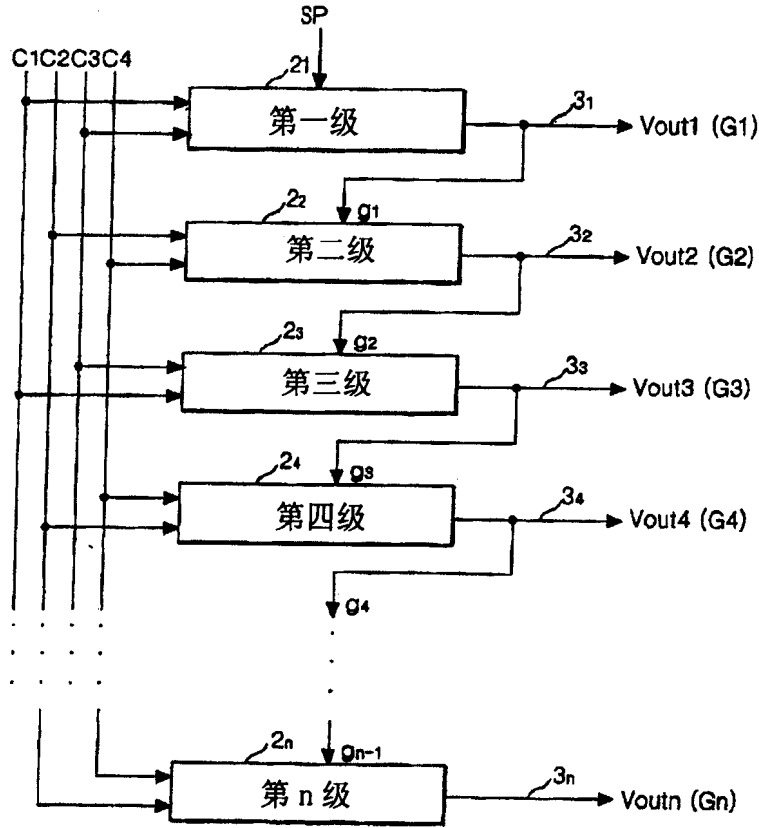 SP
C1C2C3C4
21
第一级
31
Vout1 (G1)
g1
22
第二级
32
Vout2 (G2)
g2
23
第三级
33
Vout3 (G3)
g3
24
第四级
34
Vout4 (G4)
g4
2n
gn-1
第n级
3n
Voutn (Gn)